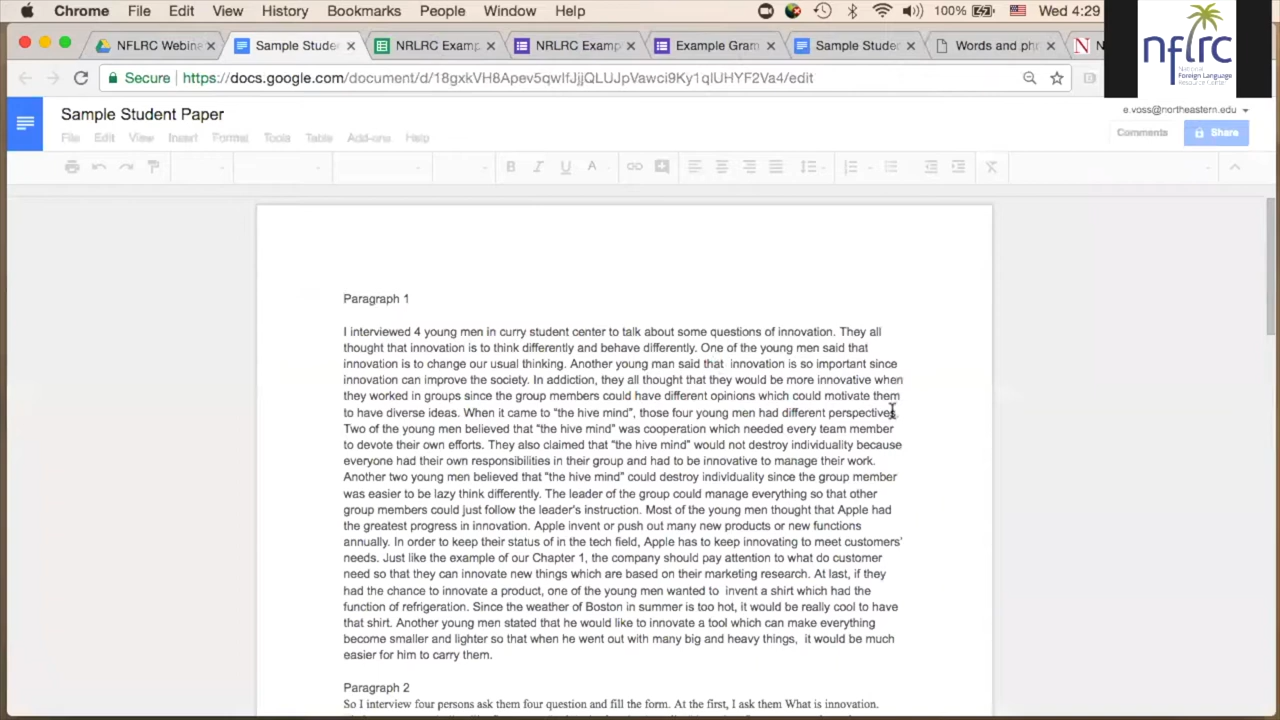 Chrome File Edit View History Bookmarks People Window Help 100% Wed 4:29
NFLRC Webina Sample Stude NRLRC Examp NRLRC Examp Example Gram Sample Stude Words and ph N
Secure https://docs.google.com/document/d/18gxkVH8Apev5qwIfJjjQLUJpVawci9Ky1qIUHYF2Va4/edit
nflrc
National
Foreign Language
Resource Center
Sample Student Paper
e.voss@northeastern.edu
File Edit View Insert Format Tools Table Add-ons Help
Comments Share
B I U A
Paragraph 1
I interviewed 4 young men in curry student center to talk about some questions of innovation. They all
thought that innovation is to think differently and behave differently. One of the young men said that
innovation is to change our usual thinking. Another young man said that innovation is so important since
innovation can improve the society. In addiction, they all thought that they would be more innovative when
they worked in groups since the group members could have different opinions which could motivate them
to have diverse ideas. When it came to “the hive mind”, those four young men had different perspectives.
Two of the young men believed that “the hive mind” was cooperation which needed every team member
to devote their own efforts. They also claimed that “the hive mind” would not destroy individuality because
everyone had their own responsibilities in their group and had to be innovative to manage their work.
Another two young men believed that “the hive mind” could destroy individuality since the group member
was easier to be lazy think differently. The leader of the group could manage everything so that other
group members could just follow the leader’s instruction. Most of the young men thought that Apple had
the greatest progress in innovation. Apple invent or push out many new products or new functions
annually. In order to keep their status of in the tech field, Apple has to keep innovating to meet customers’
needs. Just like the example of our Chapter 1, the company should pay attention to what do customer
need so that they can innovate new things which are based on their marketing research. At last, if they
had the chance to innovate a product, one of the young men wanted to invent a shirt which had the
function of refrigeration. Since the weather of Boston in summer is too hot, it would be really cool to have
that shirt. Another young men stated that he would like to innovate a tool which can make everything
become smaller and lighter so that when he went out with many big and heavy things, it would be much
easier for him to carry them.
Paragraph 2
So I interview four persons ask them four question and fill the form. At the first, I ask them What is innovation.